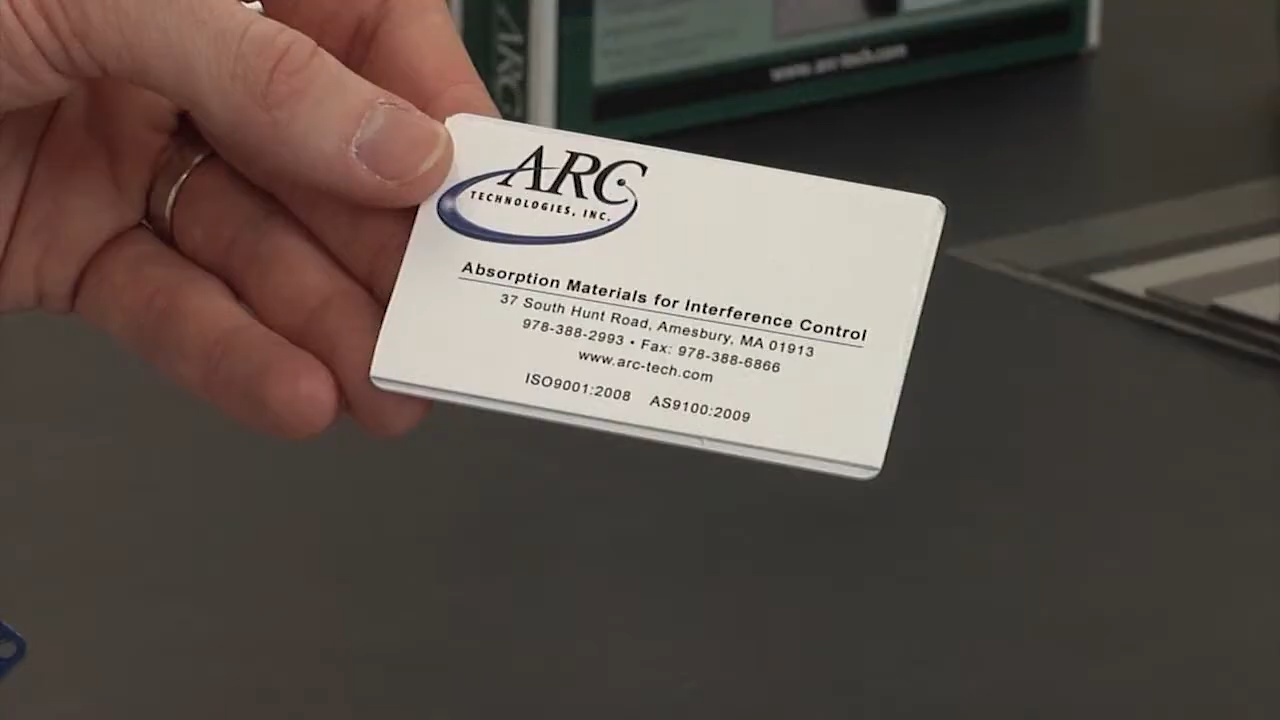 ARC
TECHNOLOGIES, INC.
Absorption Materials for Interference Control
37 South Hunt Road, Amesbury, MA 01913
978-388-2993 • Fax: 978-388-6866
www.arc-tech.com
ISO9001:2008 AS9100:2009
ARC
www.arc-tech.com